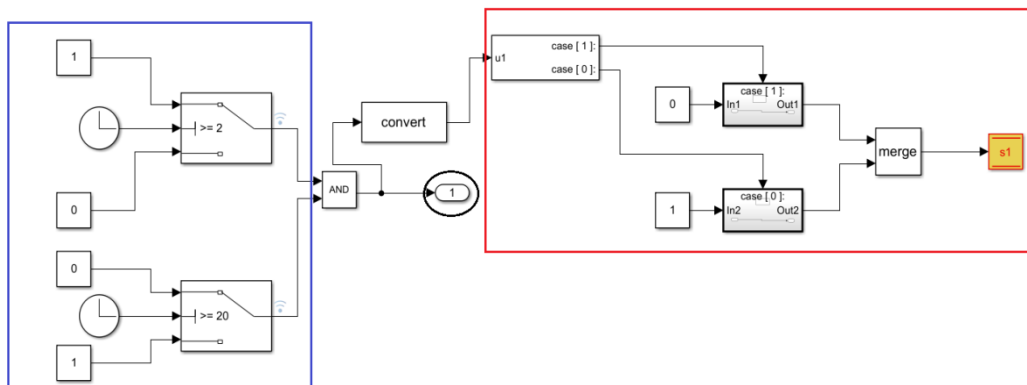 1
>= 2
0
0
>= 20
1
AND
convert
1
u1
case [ 1 ]:
case [ 0 ]:
0
case [ 1 ]:
In1
Out1
1
case [ 0 ]:
In2
Out2
merge
s1